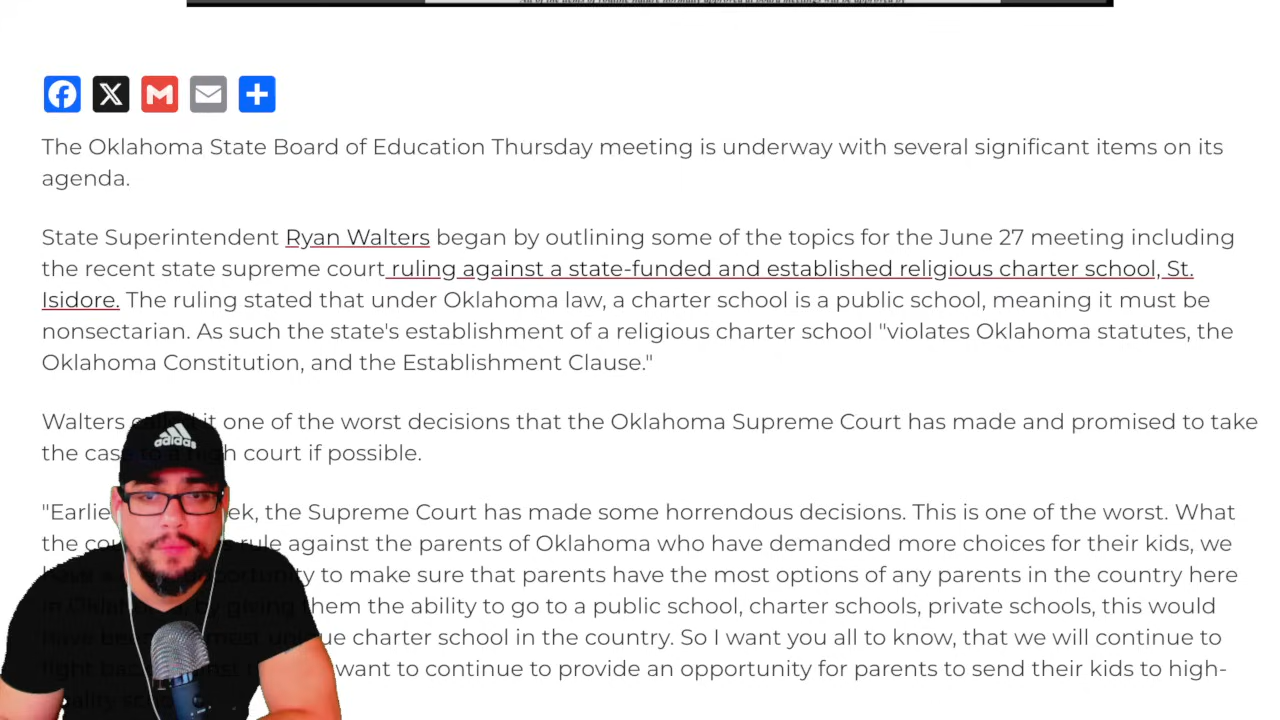 The Oklahoma State Board of Education Thursday meeting is underway with several significant items on its
agenda.
State Superintendent Ryan Walters began by outlining some of the topics for the June 27 meeting including
the recent state supreme court ruling against a state-funded and established religious charter school, St.
Isidore. The ruling stated that under Oklahoma law, a charter school is a public school, meaning it must be
nonsectarian. As such the state's establishment of a religious charter school "violates Oklahoma statutes, the
Oklahoma Constitution, and the Establishment Clause."
Walters it one of the worst decisions that the Oklahoma Supreme Court has made and promised to take
the case to a high court if possible.
the Supreme Court has made some horrendous decisions. This is one of the worst. What
the rule against the parents of Oklahoma who have demanded more choices for their kids, we
to make sure that parents have the most options of any parents in the country here
in by giving them the ability to go to a public school, charter schools, private schools, this would
charter school in the country. So I want you all to know, that we will continue to
want to continue to provide an opportunity for parents to send their kids to high-
adidas